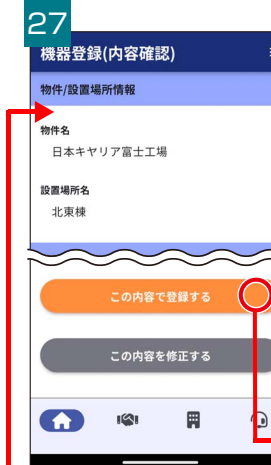 27
機器登録(内容確認)
物件/設置場所情報
物件名
日本キヤリア富士工場
設置場所名
北東棟
この内容で登録する
この内容を修正する